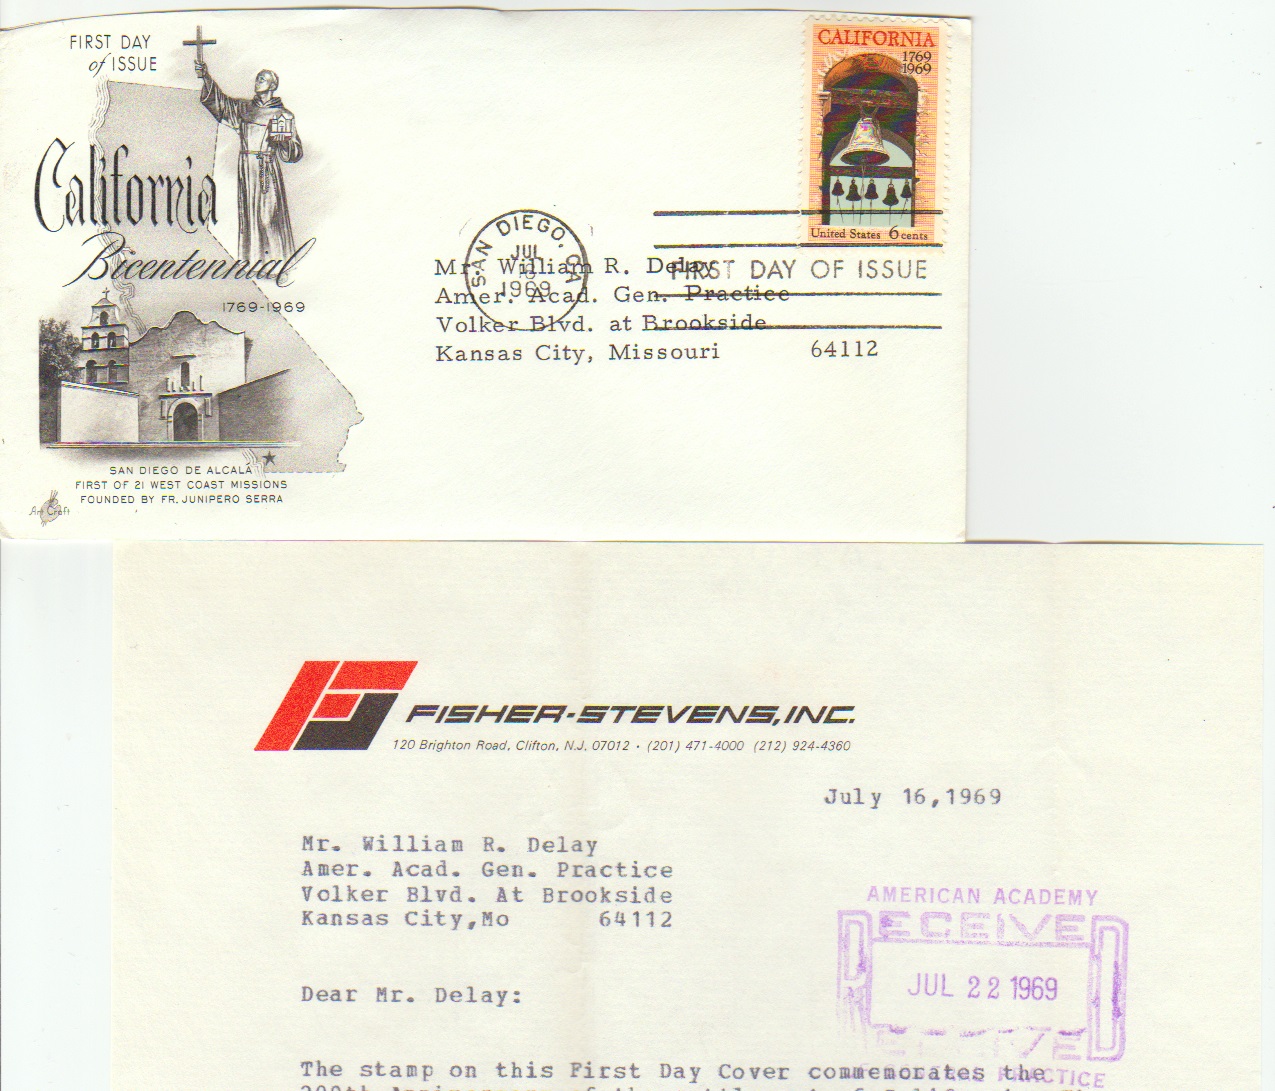 FIRST DAY
of ISSUE
California
Bicentennial
1769-1969
SAN DIEGO DE ALCALA
FIRST OF 21 WEST COAST MISSIONS
FOUNDED BY FR. JUNIPERO SERRA
Art Craft
CALIFORNIA
1769
1969
United States 6 cents
SAN DIEGO, CA
JUL
16
1969
FIRST DAY OF ISSUE
Mr. William R. Delay
Amer. Acad. Gen. Practice
Volker Blvd. at Brookside
Kansas City, Missouri 64112
FISHER-STEVENS, INC.
120 Brighton Road, Clifton, N.J. 07012 · (201) 471-4000 (212) 924-4360
July 16,1969
Mr. William R. Delay
Amer. Acad. Gen. Practice
Volker Blvd. At Brookside
Kansas City,Mo 64112
AMERICAN ACADEMY
RECEIVED
JUL 22 1969
PRACTICE
Dear Mr. Delay:
The stamp on this First Day Cover commemorates the